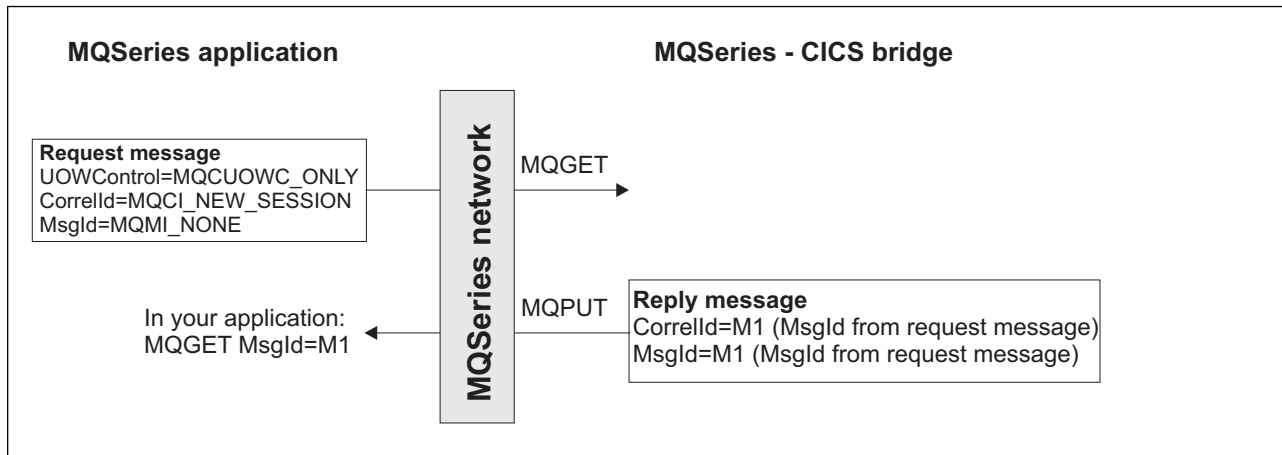 MQSeries application
MQSeries - CICS bridge
Request message
UOWControl=MQCUOWC_ONLY
CorrelId=MQCI_NEW_SESSION
MsgId=MQMI_NONE
MQSeries network
MQGET
In your application:
MQGET MsgId=M1
MQPUT
Reply message
CorrelId=M1 (MsgId from request message)
MsgId=M1 (MsgId from request message)